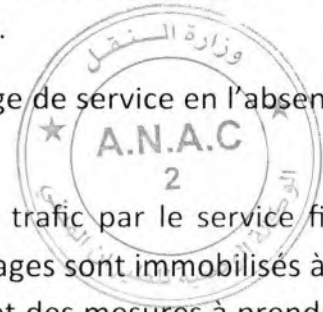 وزارة النقل
ge de service en l'absen
A.N.A.C
2
trafic par le service fi
ages sont immobilisés à
et des mesures à prend